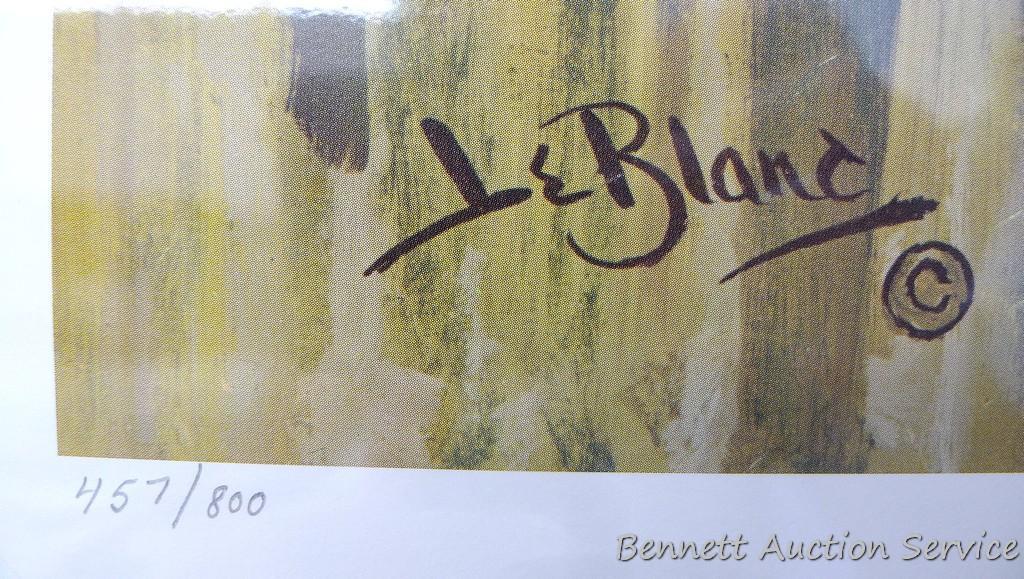 LeBlanc
©
457/800
Bennett Auction Service